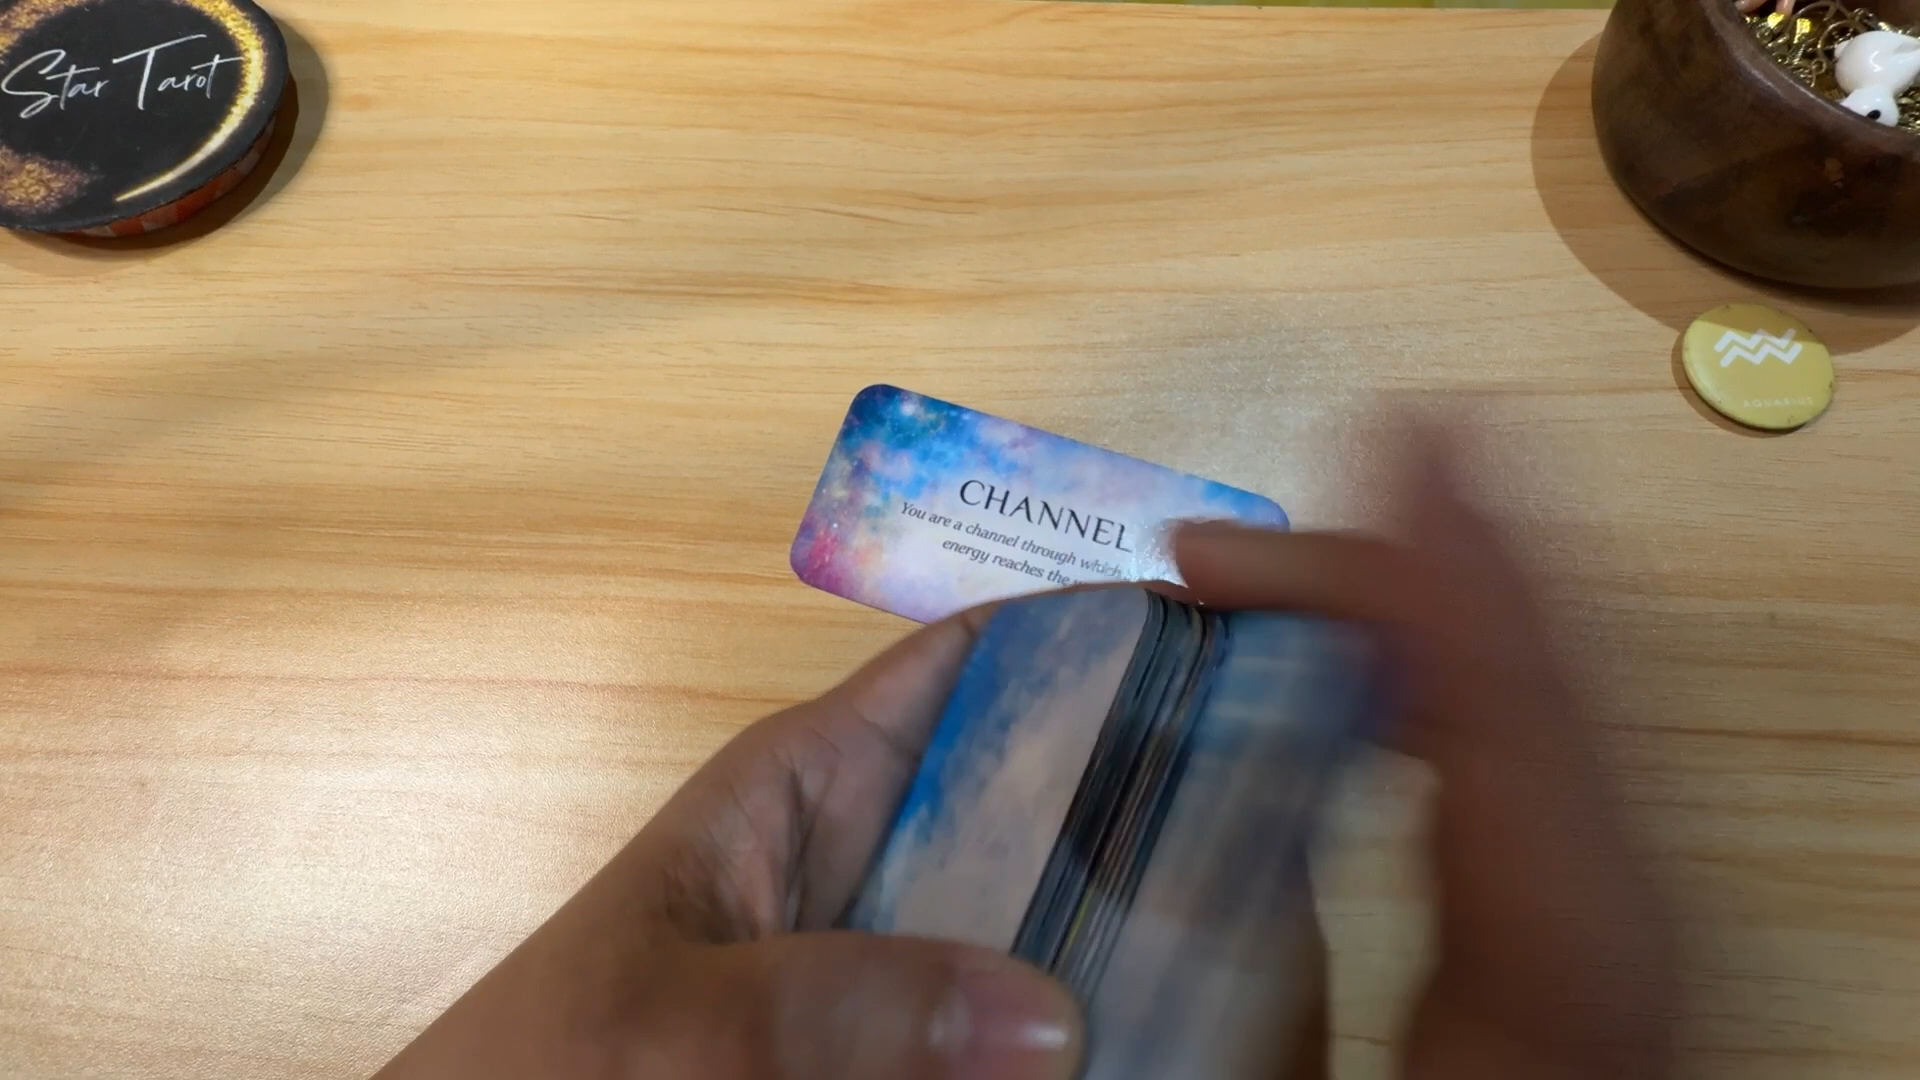 Star Tarot
AQUARIUS
CHANNEL
You are a channel through which
energy reaches the